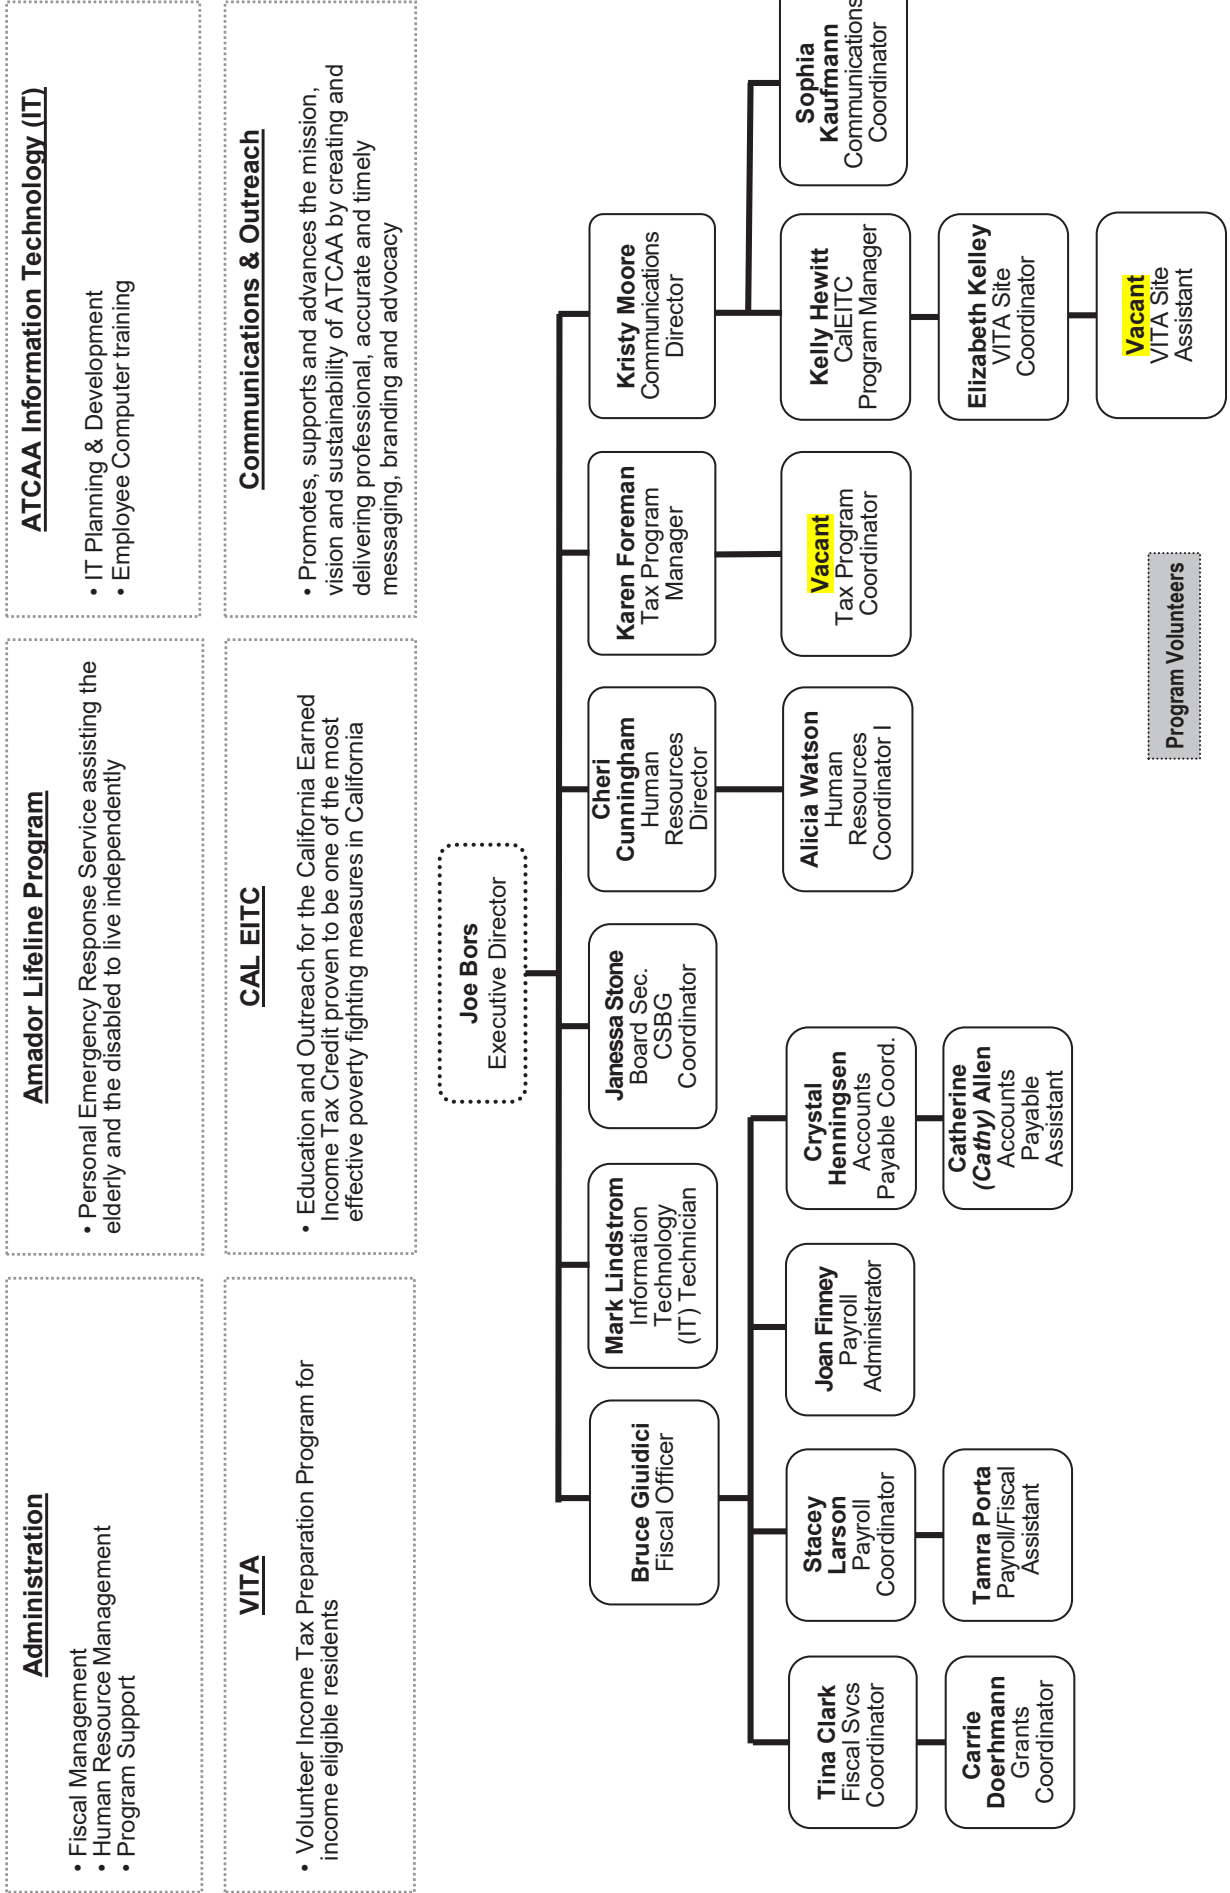 Administration
• Fiscal Management
• Human Resource Management
• Program Support
Amador Lifeline Program
• Personal Emergency Response Service assisting the
elderly and the disabled to live independently
ATCAA Information Technology (IT)
• IT Planning & Development
• Employee Computer training
VITA
• Volunteer Income Tax Preparation Program for
income eligible residents
CAL EITC
• Education and Outreach for the California Earned
Income Tax Credit proven to be one of the most
effective poverty fighting measures in California
Communications & Outreach
• Promotes, supports and advances the mission,
vision and sustainability of ATCAA by creating and
delivering professional, accurate and timely
messaging, branding and advocacy
Joe Bors
Executive Director
Bruce Giuidici
Fiscal Officer
Mark Lindstrom
Information
Technology
(IT) Technician
Janessa Stone
Board Sec.
CSBG
Coordinator
Cheri
Cunningham
Human
Resources
Director
Karen Foreman
Tax Program
Manager
Kristy Moore
Communications
Director
Tina Clark
Fiscal Svcs
Coordinator
Stacey
Larson
Payroll
Coordinator
Joan Finney
Payroll
Administrator
Crystal
Henningsen
Accounts
Payable Coord.
Alicia Watson
Human
Resources
Coordinator I
Vacant
Tax Program
Coordinator
Kelly Hewitt
CalEITC
Program Manager
Sophia
Kaufmann
Communications
Coordinator
Carrie
Doerhmann
Grants
Coordinator
Tamra Porta
Payroll/Fiscal
Assistant
Catherine
(Cathy) Allen
Accounts
Payable
Assistant
Elizabeth Kelley
VITA Site
Coordinator
Vacant
VITA Site
Assistant
Program Volunteers